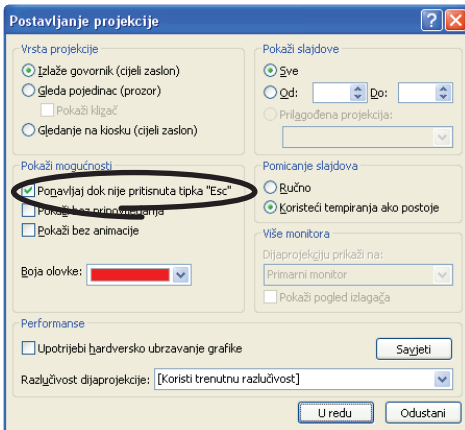 Postavljanje projekcije
Vrsta projekcije
Izlaže govornik (cijeli zaslon)
Gleda pojedinac (prozor)
Pokaži klizač
Gledanje na kiosku (cijeli zaslon)
Pokaži slajdove
Sve
Od: Do:
Prilagođena projekcija:
Pokaži mogućnosti
Ponavljaj dok nije pritisnuta tipka "Esc"
Pokaži bez pripovijedanja
Pokaži bez animacije
Boja olovke:
Pomicanje slajdova
Ručno
Koristeći tempiranja ako postoje
Više monitora
Dijaprojekciju prikaži na:
Primarni monitor
Pokaži pogled izlagača
Performanse
Upotrijebi hardversko ubrzavanje grafike
Savjeti
Razlučivost dijaprojekcije: [Koristi trenutnu razlučivost]
U redu Odustani